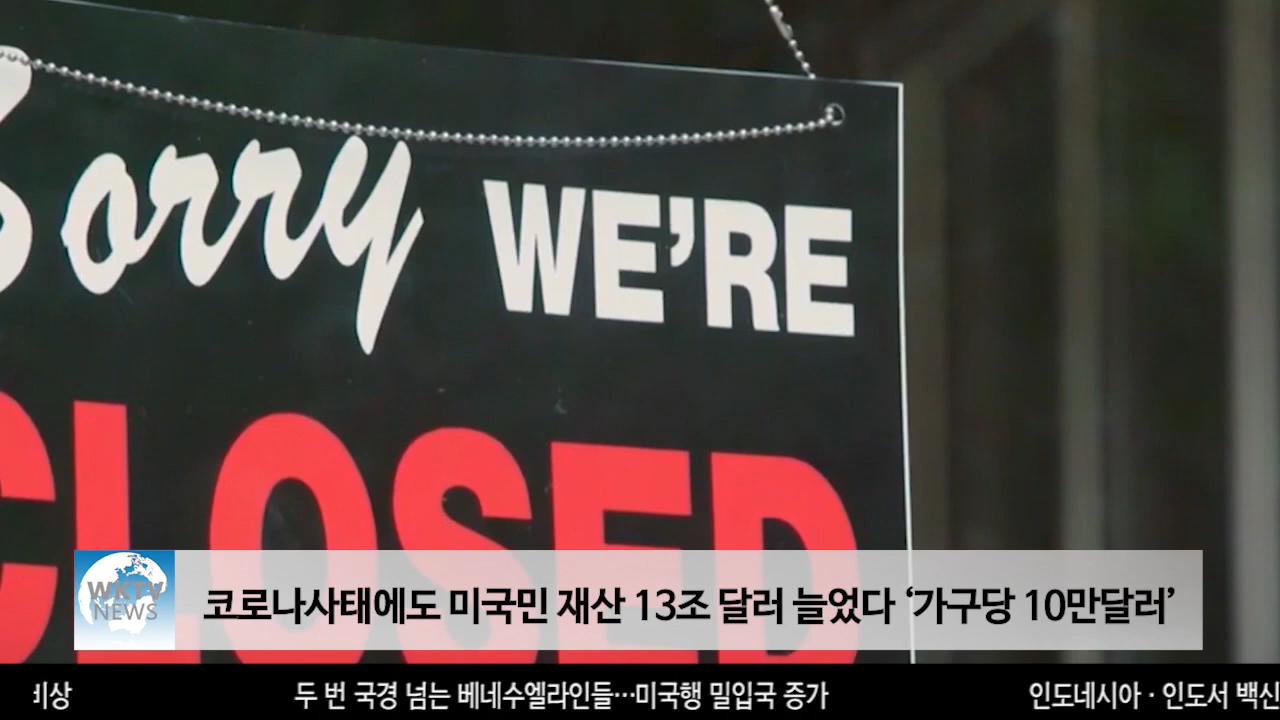 Sorry WE'RE
CLOSED
WKTV
NEWS
코로나사태에도 미국민 재산 13조 달러 늘었다 ‘가구당 10만달러’
비상 두 번 국경 넘는 베네수엘라인들…미국행 밀입국 증가 인도네시아·인도서 백신